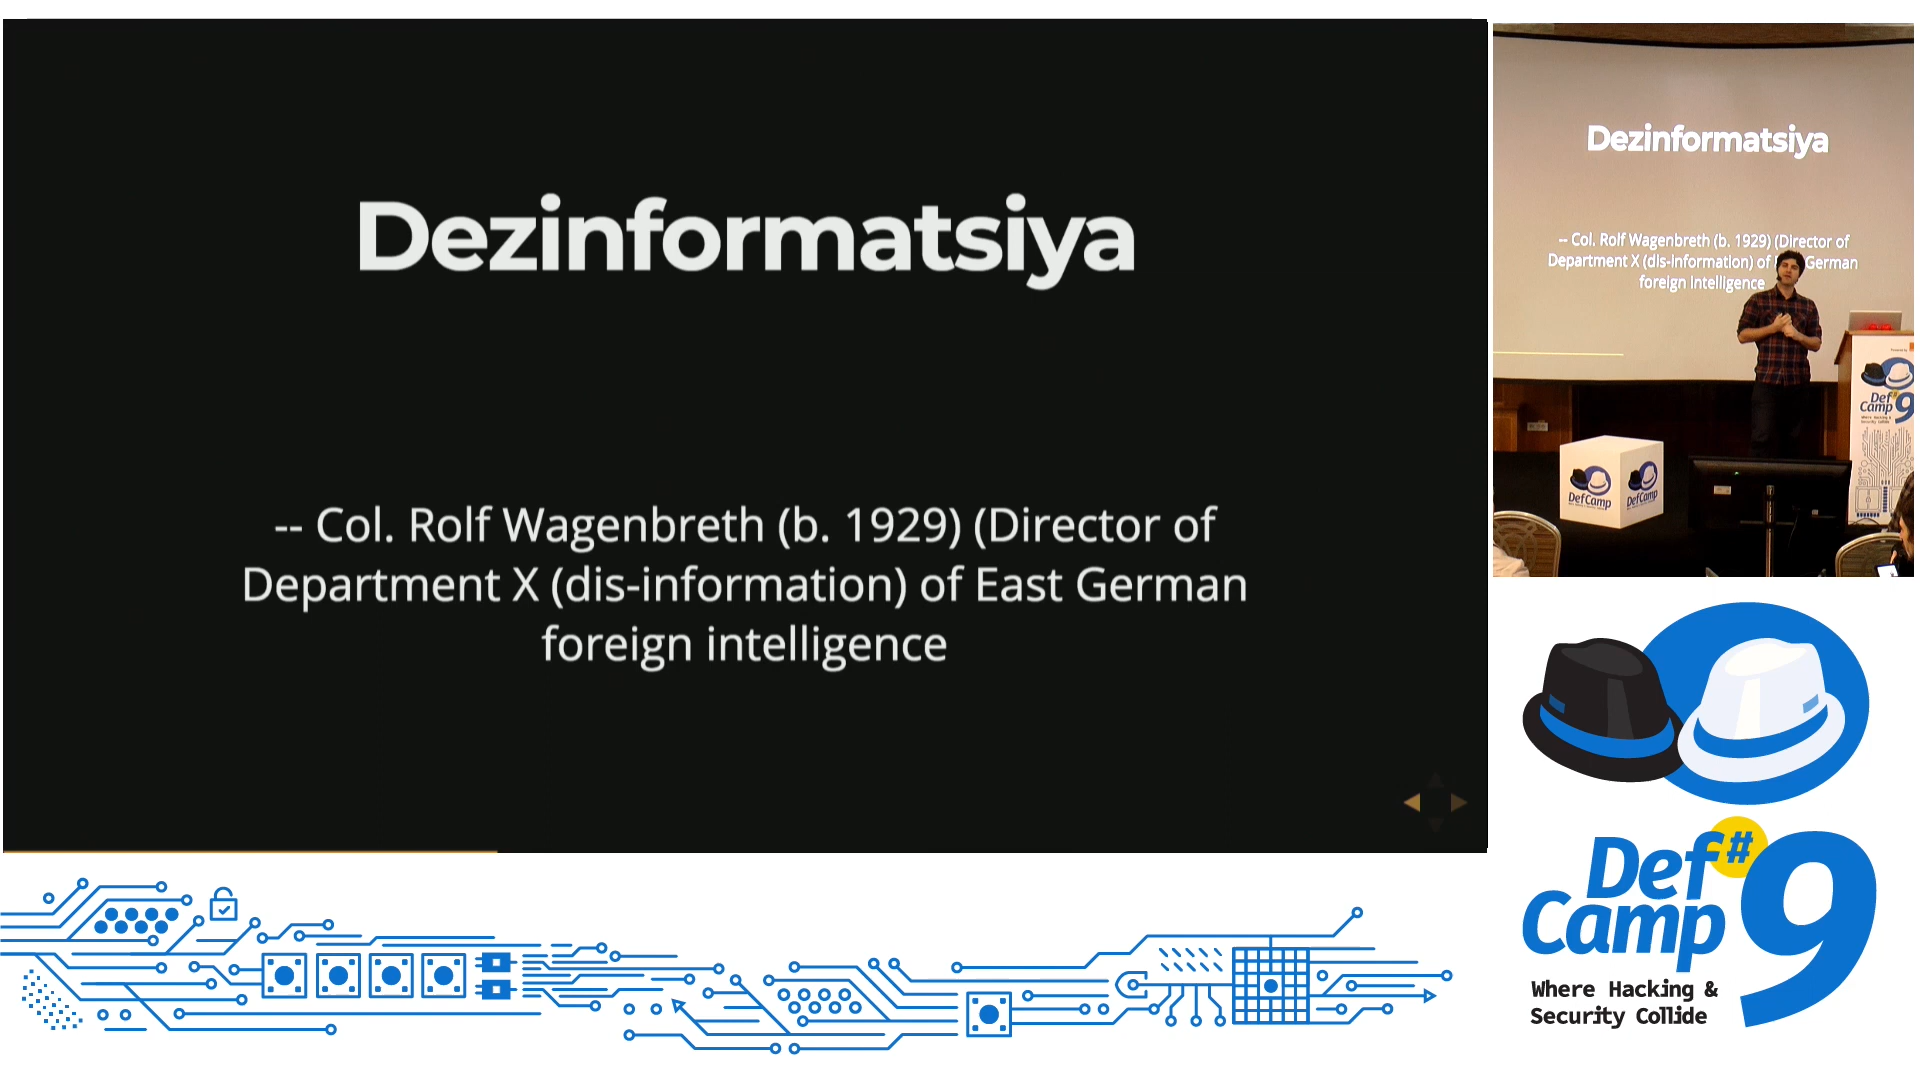 Dezinformatsiya
-- Col. Rolf Wagenbreth (b. 1929) (Director of
Department X (dis-information) of East German
foreign intelligence
Dezinformatsiya
-- Col. Rolf Wagenbreth (b. 1929) (Director of
Department X (dis-information) of German
foreign intelligence
Def
Camp
#9
DefCamp
DefCamp
Def#
Camp 9
Where Hacking &
Security Collide